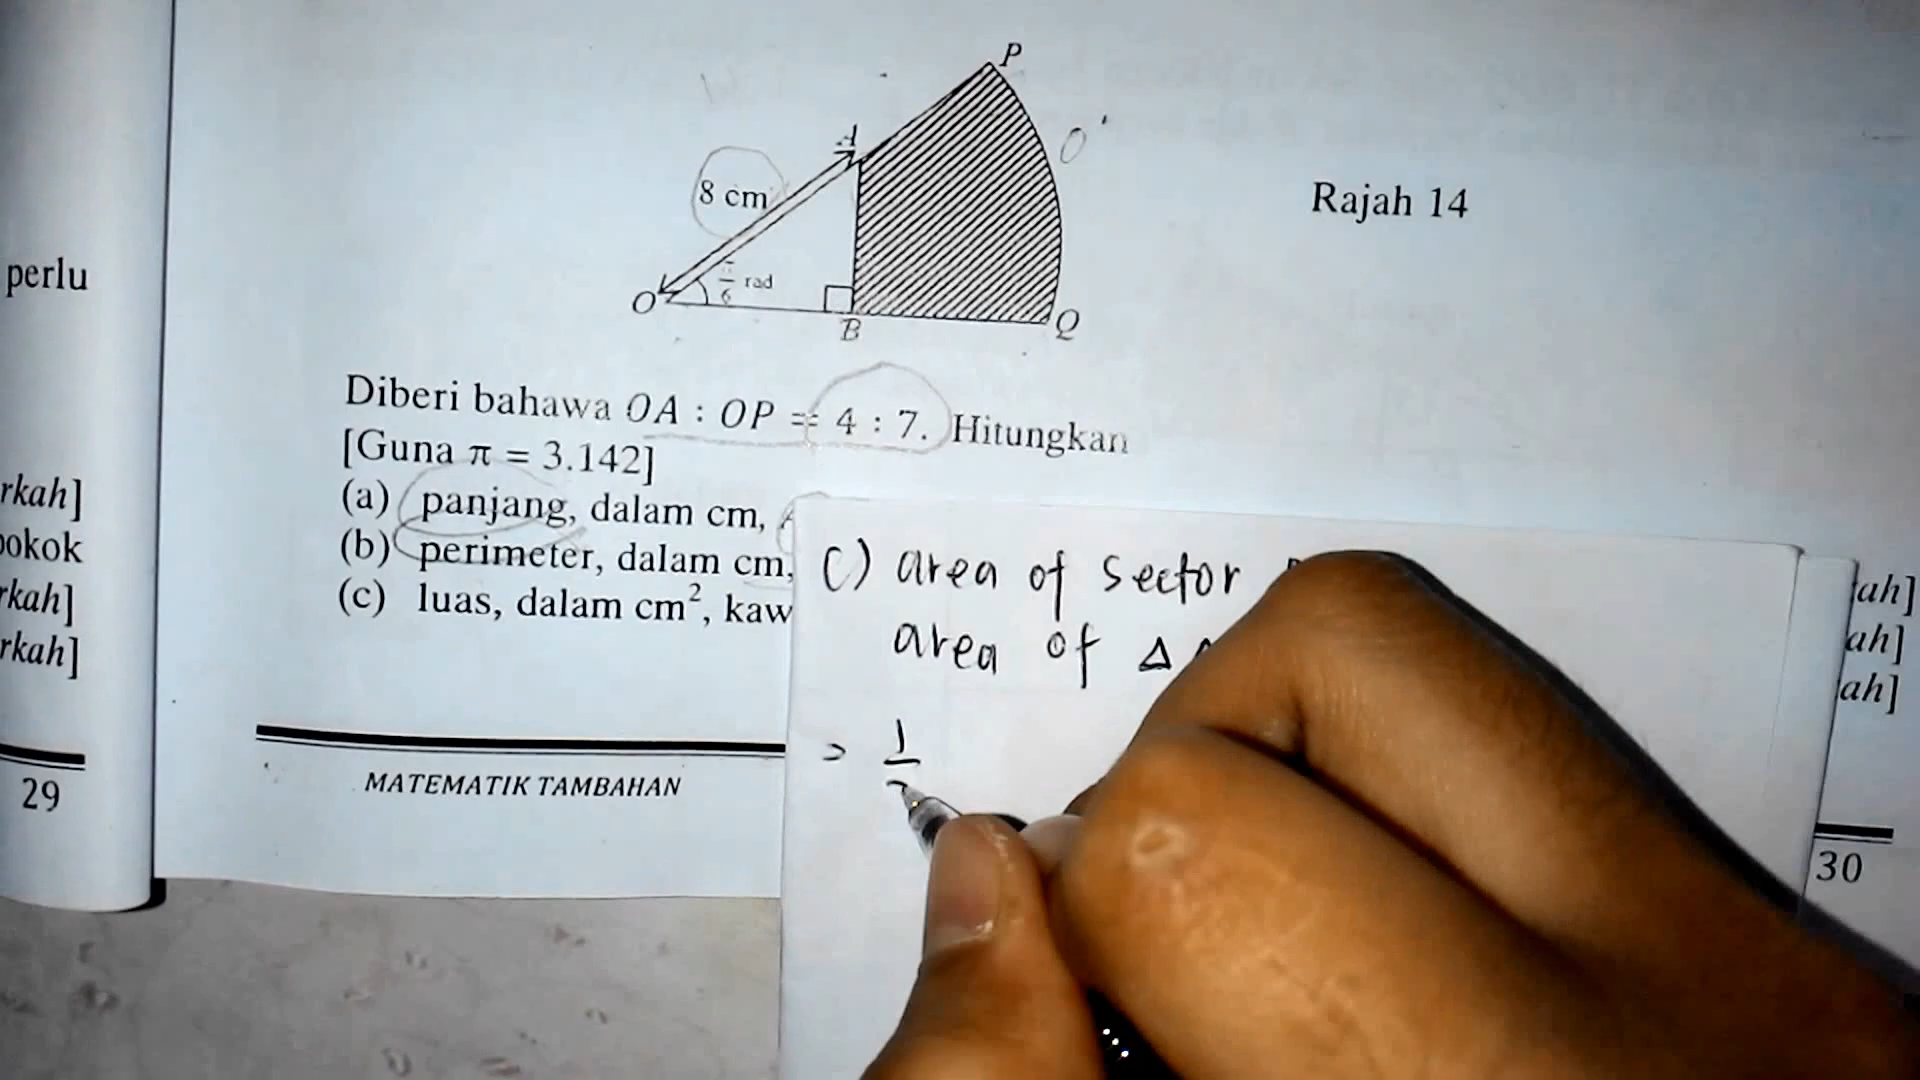 P
A
O'
8 cm
Rajah 14
perlu
π/6 rad
O
B
Q
Diberi bahawa OA : OP = 4 : 7. Hitungkan
[Guna π = 3.142]
(a) panjang, dalam cm,
(b) perimeter, dalam cm,
(c) luas, dalam cm², kaw
rkah]
pokok
rkah]
rkah]
C) area of sector
area of Δ
1
ah]
ah]
ah]
MATEMATIK TAMBAHAN
29
30